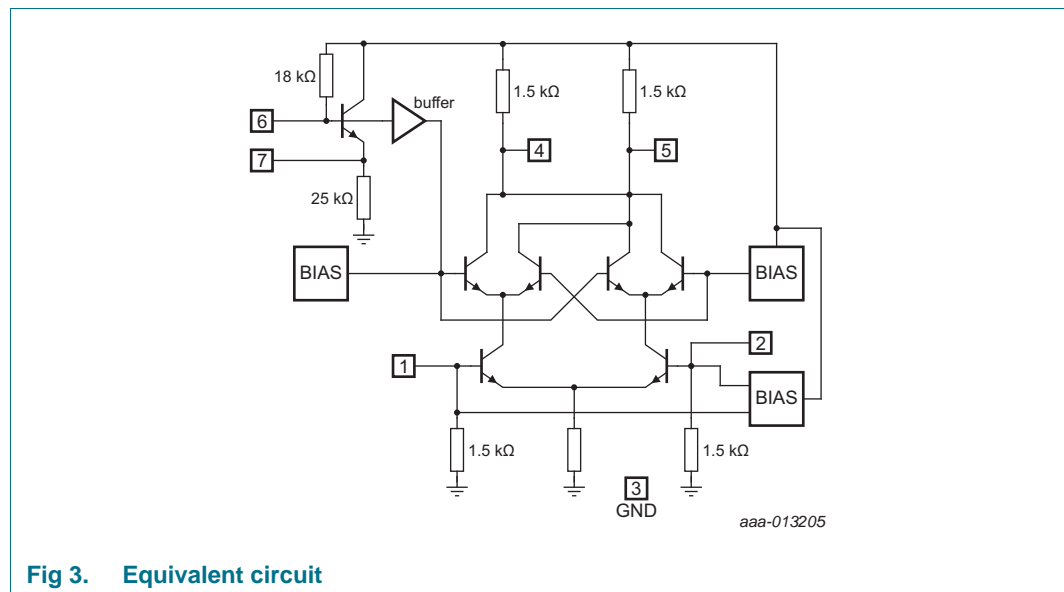 18 kΩ
buffer
1.5 kΩ
1.5 kΩ
6
4
5
7
25 kΩ
BIAS
BIAS
2
1
BIAS
1.5 kΩ
1.5 kΩ
3
GND
aaa-013205
Fig 3. Equivalent circuit